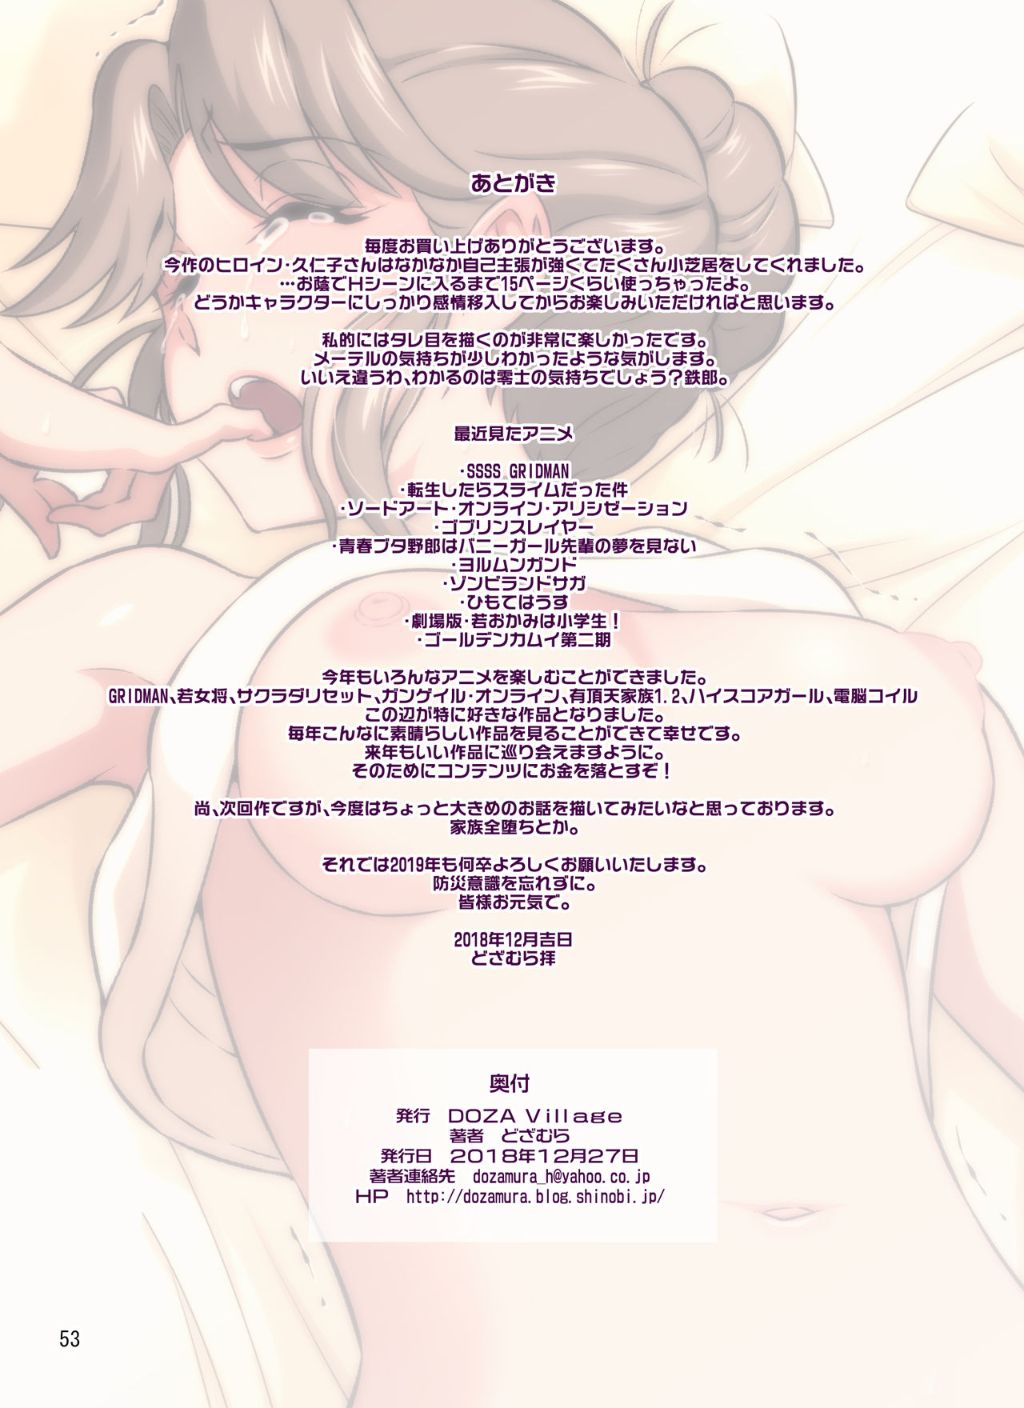 あとがき
毎度お買い上げありがとうございます。
今作のヒロイン・久仁子さんはなかなか自己主張が強くてたくさん小芝居をしてくれました。
…お蔭でHシーンに入るまで15ページくらい使っちゃったよ。
どうかキャラクターにしっかり感情移入してからお楽しみいただければと思います。
私的にはタレ目を描くのが非常に楽しかったです。
メーテルの気持ちが少しわかったような気がします。
いいえ違うわ、わかるのは零士の気持ちでしょう？鉄郎。
最近見たアニメ
・SSSS GRIDMAN
・転生したらスライムだった件
・ソードアート・オンライン・アリシゼーション
・ゴブリンスレイヤー
・青春ブタ野郎はバニーガール先輩の夢を見ない
・ヨルムンガンド
・ゾンビランドサガ
・ひもてはうす
・劇場版・若おかみは小学生！
・ゴールデンカムイ第二期
今年もいろんなアニメを楽しむことができました。
GRIDMAN、若女将、サクラダリセット、ガンゲイル・オンライン、有頂天家族1.2、ハイスコアガール、電脳コイル
この辺が特に好きな作品となりました。
毎年こんなに素晴らしい作品を見ることができて幸せです。
来年もいい作品に巡り会えますように。
そのためにコンテンツにお金を落とすぞ！
尚、次回作ですが、今度はちょっと大きめのお話を描いてみたいなと思っております。
家族全堕ちとか。
それでは2019年も何卒よろしくお願いいたします。
防災意識を忘れずに。
皆様お元気で。
2018年12月吉日
どざむら拝
奥付
発行　DOZA Village
著者　どざむら
発行日　2018年12月27日
著者連絡先　dozamura_h@yahoo.co.jp
HP　http://dozamura.blog.shinobi.jp/
53